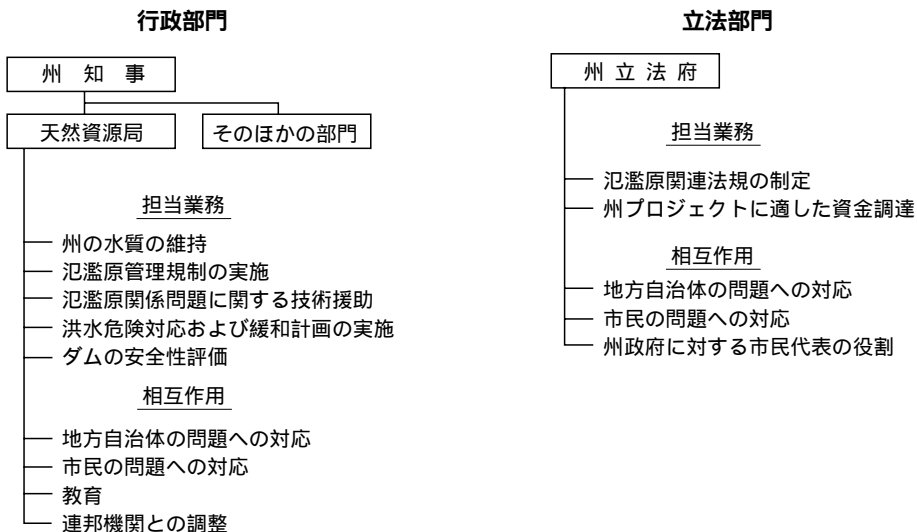 行政部門
州知事
天然資源局
そのほかの部門
担当業務
州の水質の維持
氾濫原管理規制の実施
氾濫原関係問題に関する技術援助
洪水危険対応および緩和計画の実施
ダムの安全性評価
相互作用
地方自治体の問題への対応
市民の問題への対応
教育
連邦機関との調整
立法部門
州立法府
担当業務
氾濫原関連法規の制定
州プロジェクトに適した資金調達
相互作用
地方自治体の問題への対応
市民の問題への対応
州政府に対する市民代表の役割